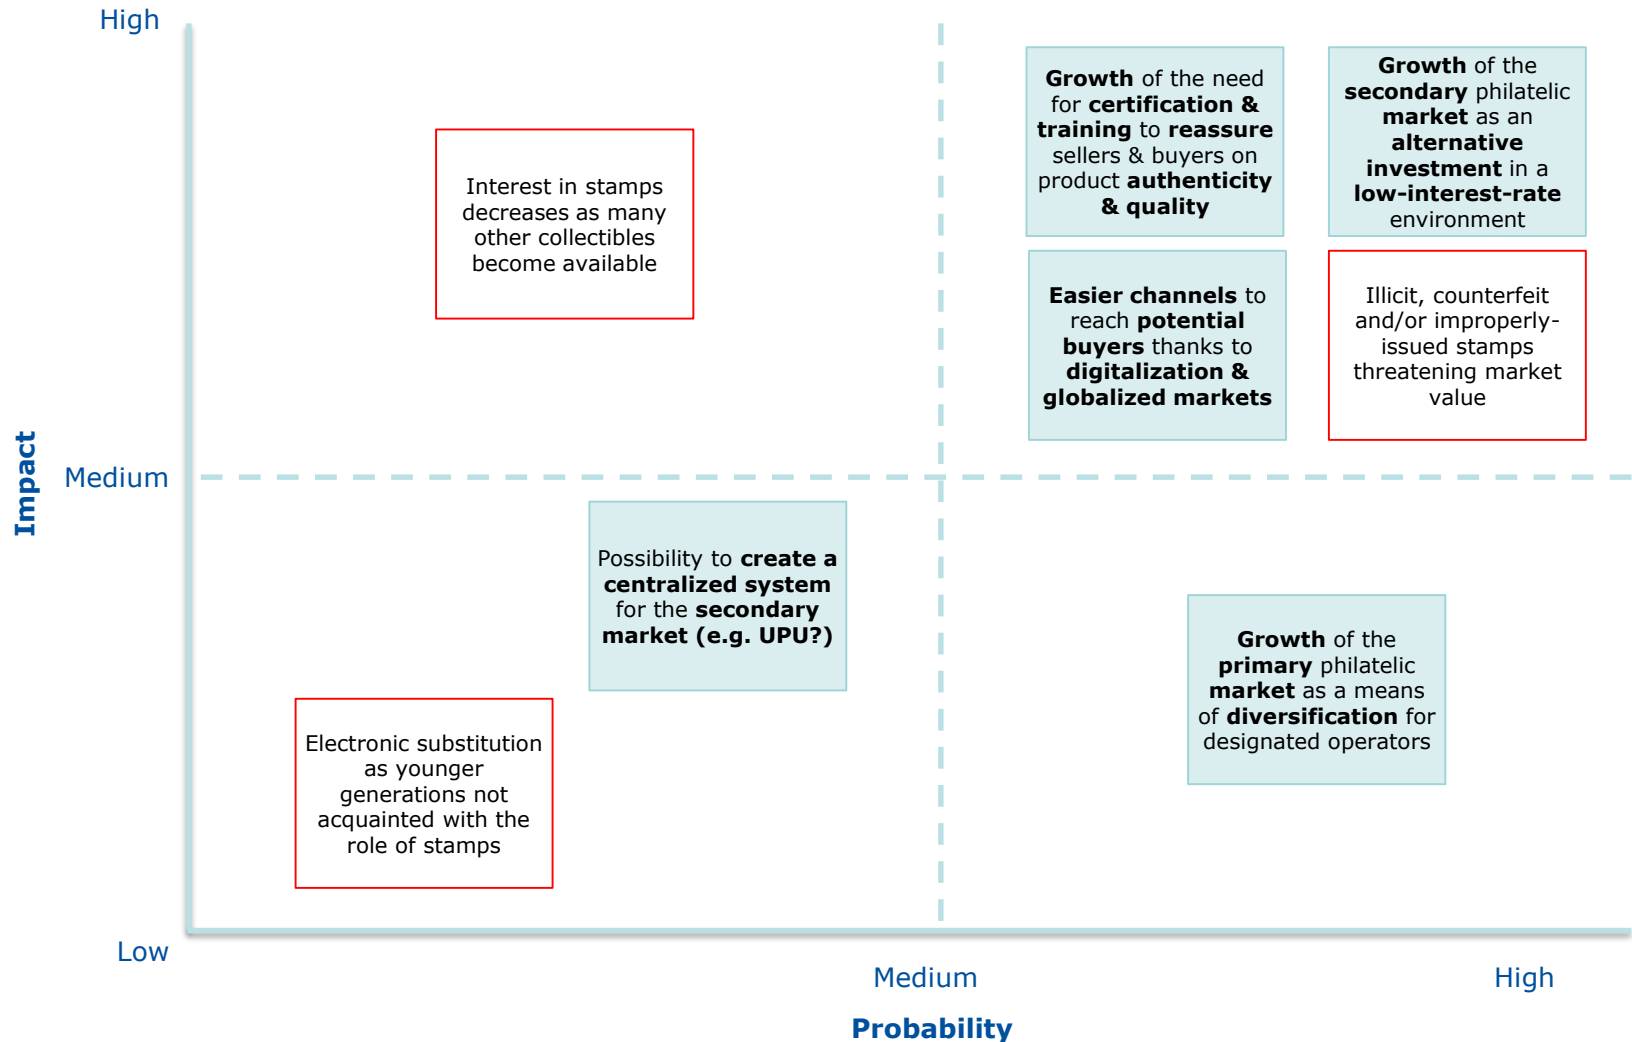 High
Growth of the need
for certification &
training to reassure
sellers & buyers on
product authenticity
& quality
Growth of the
secondary philatelic
market as an
alternative
investment in a
low-interest-rate
environment
Interest in stamps
decreases as many
other collectibles
become available
Easier channels to
reach potential
buyers thanks to
digitalization &
globalized markets
Illicit, counterfeit
and/or improperly-
issued stamps
threatening market
value
Impact
Medium
Possibility to create a
centralized system
for the secondary
market (e.g. UPU?)
Growth of the
primary philatelic
market as a means
of diversification for
designated operators
Electronic substitution
as younger
generations not
acquainted with the
role of stamps
Low
Medium
High
Probability